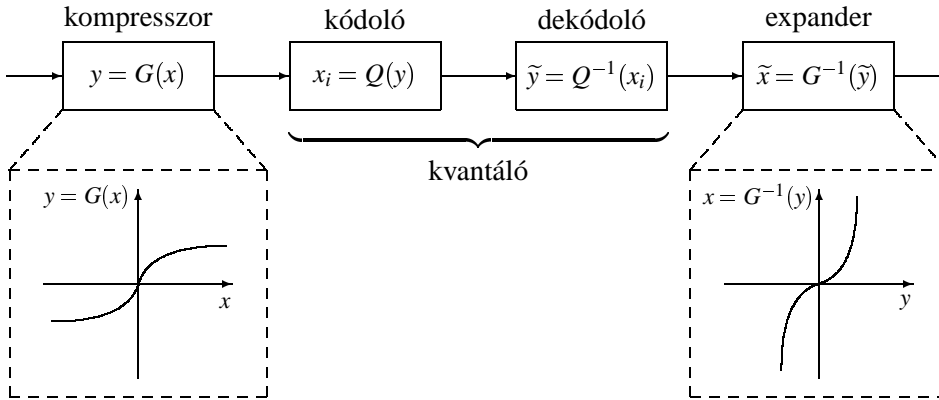 kompresszor kódoló dekódoló expander
y = G(x) x_i = Q(y) ỹ = Q⁻¹(x_i) x̃ = G⁻¹(ỹ)
kvantáló
y = G(x) x = G⁻¹(y)
x y